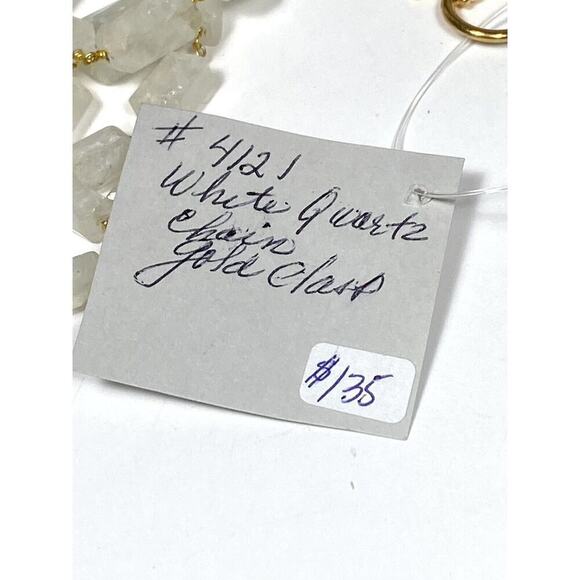 # 4121
White Quartz
Chain
Gold Clasp
$135